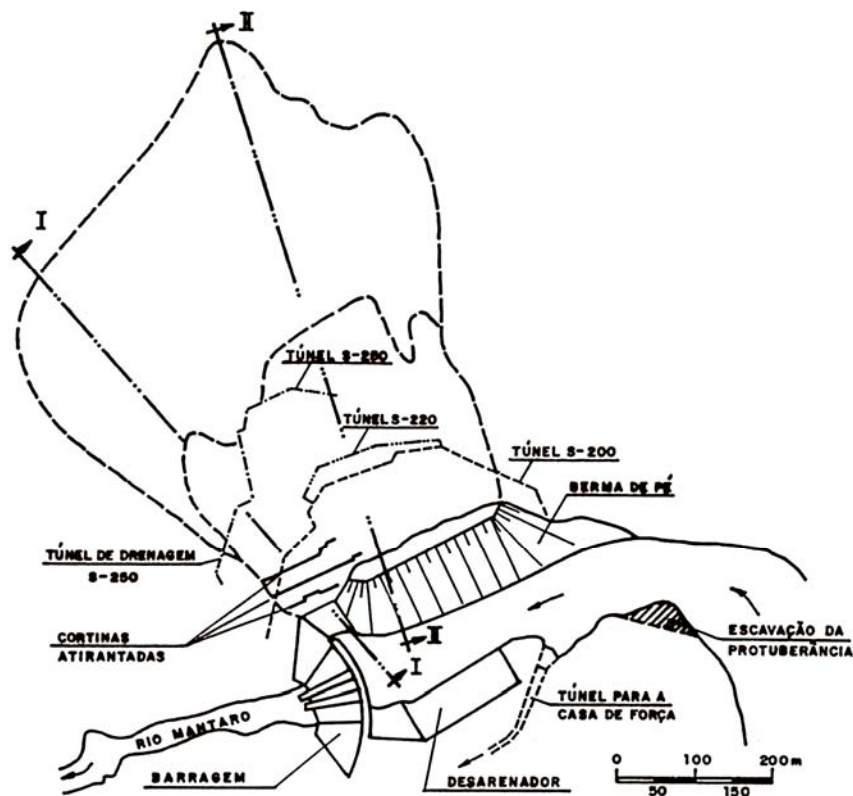 II
I
TÚNEL S-250
TÚNEL S-220
TÚNEL S-200
BERMA DE PÉ
TÚNEL DE DRENAGEM
S-250
CORTINAS
ATIRANTADAS
II
I
ESCAVAÇÃO DA
PROTUBERÂNCIA
TÚNEL PARA A
CASA DE FORÇA
RIO MANTARO
BARRAGEM
DESARENADOR
0 100 200 m
50 150